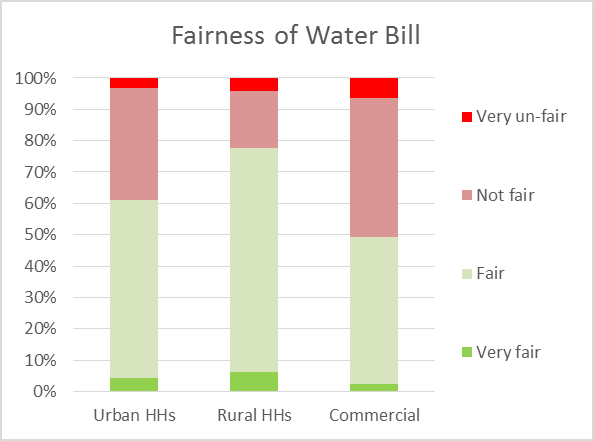 Fairness of Water Bill
100%
90%
80%
70%
60%
50%
40%
30%
20%
10%
0%
Urban HHs
Rural HHs
Commercial
Very un-fair
Not fair
Fair
Very fair